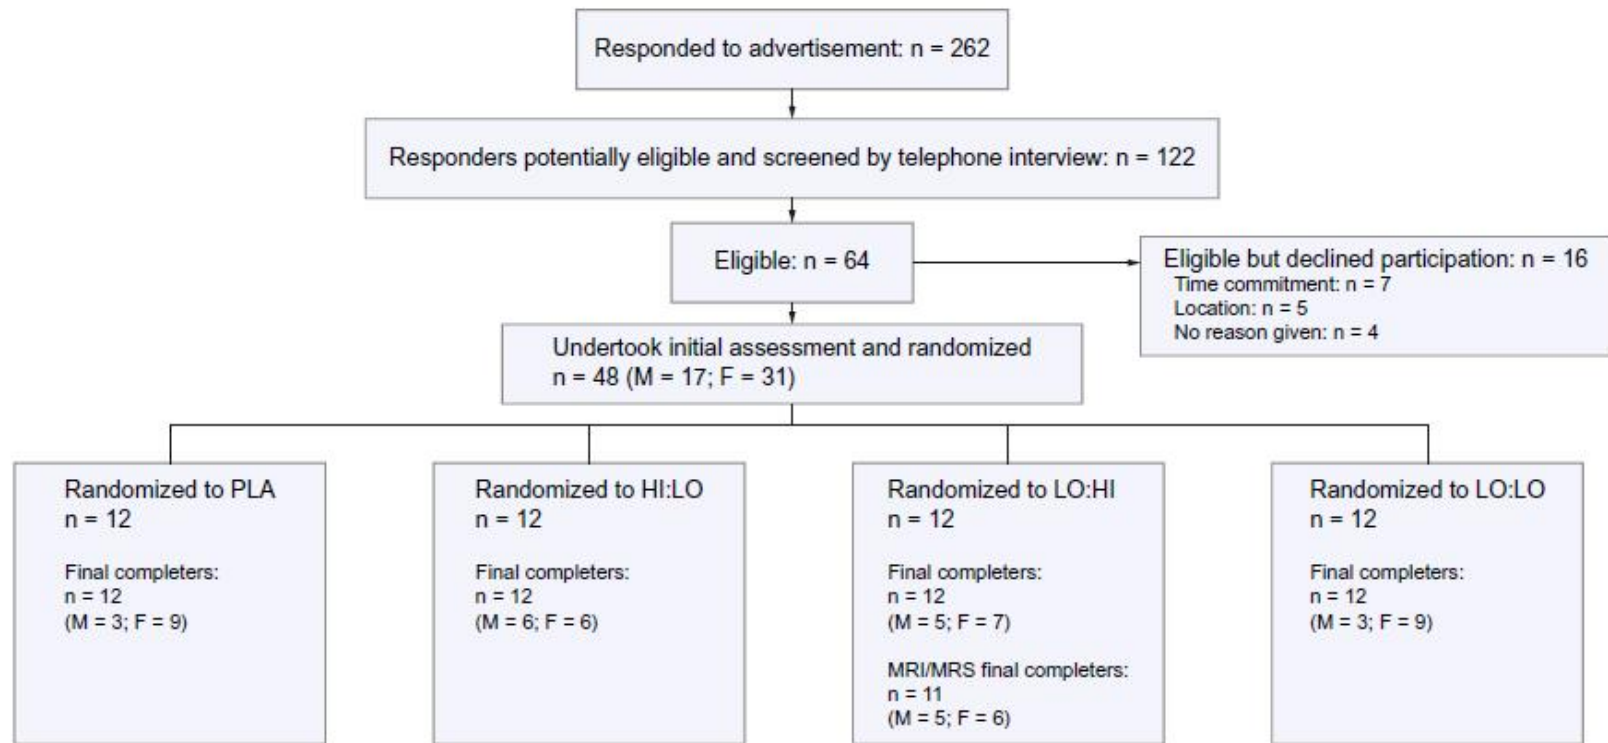 Responded to advertisement: n = 262
Responders potentially eligible and screened by telephone interview: n = 122
Eligible: n = 64
Eligible but declined participation: n = 16
Time commitment: n = 7
Location: n = 5
No reason given: n = 4
Undertook initial assessment and randomized
n = 48 (M = 17; F = 31)
Randomized to PLA
n = 12
Final completers:
n = 12
(M = 3; F = 9)
Randomized to HI:LO
n = 12
Final completers:
n = 12
(M = 6; F = 6)
Randomized to LO:HI
n = 12
Final completers:
n = 12
(M = 5; F = 7)
MRI/MRS final completers:
n = 11
(M = 5; F = 6)
Randomized to LO:LO
n = 12
Final completers:
n = 12
(M = 3; F = 9)